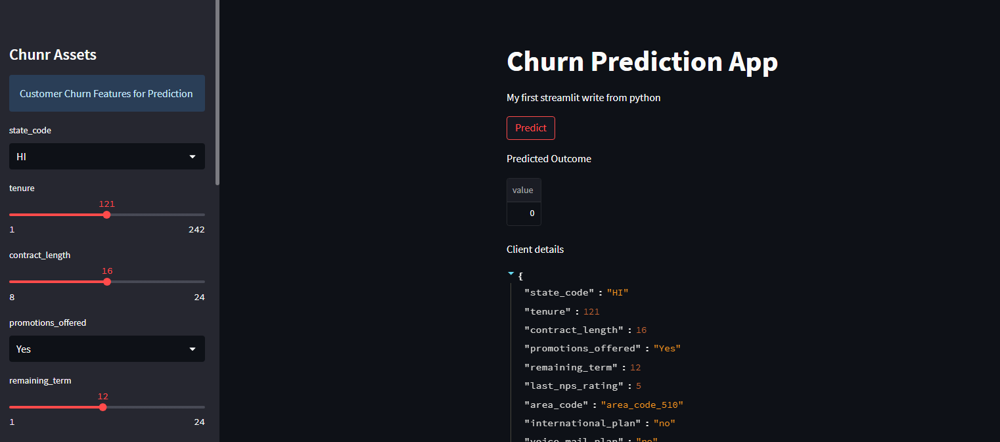 Chunr Assets
Customer Churn Features for Prediction
state_code
HI
tenure
121
1 242
contract_length
16
8 24
promotions_offered
Yes
remaining_term
12
1 24
Churn Prediction App
My first streamlit write from python
Predict
Predicted Outcome
value
0
Client details
{
"state_code" : "HI"
"tenure" : 121
"contract_length" : 16
"promotions_offered" : "Yes"
"remaining_term" : 12
"last_nps_rating" : 5
"area_code" : "area_code_510"
"international_plan" : "no"
"voice_mail_plan" : "no"